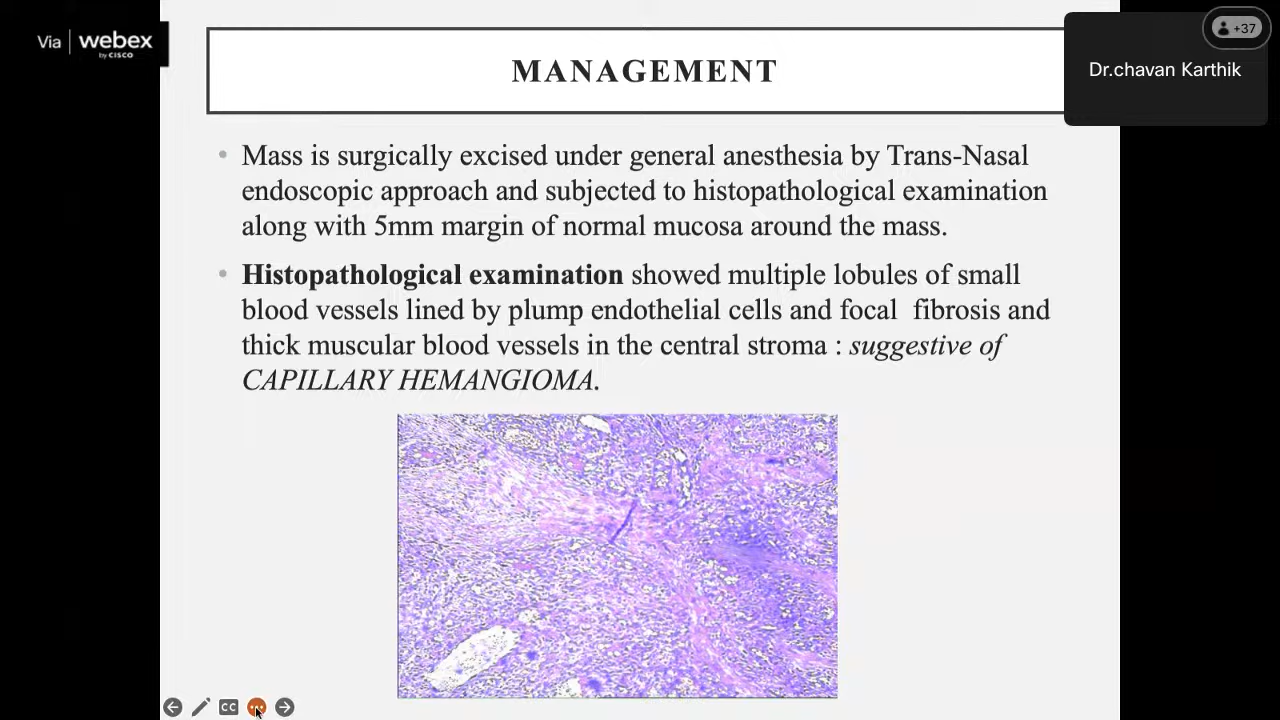 Via webex
by CISCO
+37
Dr.chavan Karthik
MANAGEMENT
• Mass is surgically excised under general anesthesia by Trans-Nasal
endoscopic approach and subjected to histopathological examination
along with 5mm margin of normal mucosa around the mass.
• Histopathological examination showed multiple lobules of small
blood vessels lined by plump endothelial cells and focal fibrosis and
thick muscular blood vessels in the central stroma : suggestive of
CAPILLARY HEMANGIOMA.
CC